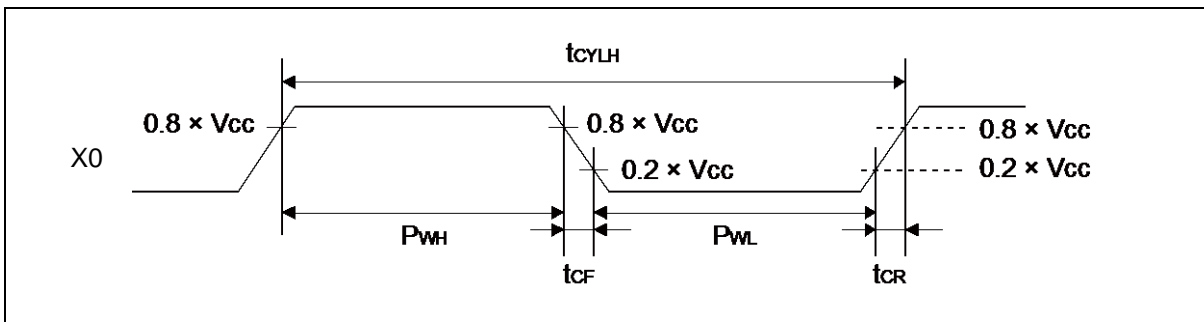 tCYLH
0.8 × Vcc
0.8 × Vcc
0.8 × Vcc
X0
0.2 × Vcc
0.2 × Vcc
PWH
PWL
tCF
tCR